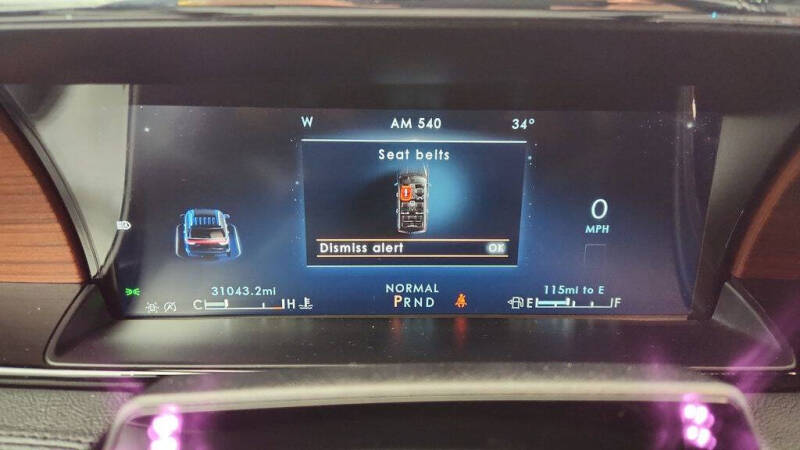 W AM 540 34°
Seat belts
Dismiss alert OK
0
MPH
31043.2mi NORMAL 115mi to E
C H PRND E F